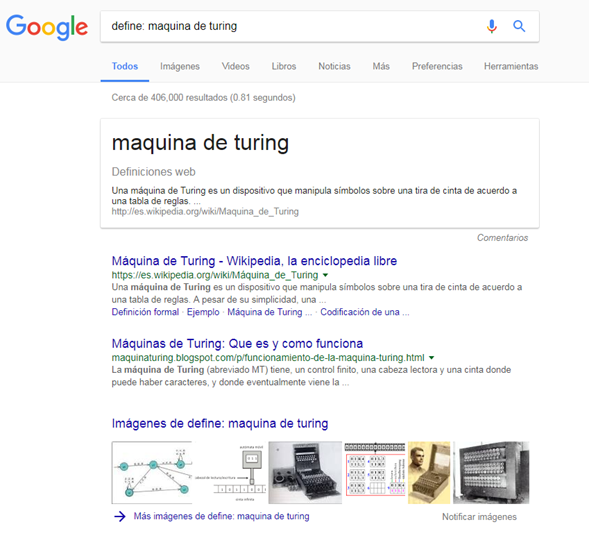 Google
define: maquina de turing
Todos Imágenes Videos Libros Noticias Más Preferencias Herramientas
Cerca de 406,000 resultados (0.81 segundos)
maquina de turing
Definiciones web
Una máquina de Turing es un dispositivo que manipula símbolos sobre una tira de cinta de acuerdo a
una tabla de reglas. ...
http://es.wikipedia.org/wiki/Maquina_de_Turing
Comentarios
Máquina de Turing - Wikipedia, la enciclopedia libre
https://es.wikipedia.org/wiki/Máquina_de_Turing
Una máquina de Turing es un dispositivo que manipula símbolos sobre una tira de cinta de acuerdo a
una tabla de reglas. A pesar de su simplicidad, una ...
Definición formal · Ejemplo · Máquina de Turing ... · Codificación de una ...
Máquinas de Turing: Que es y como funciona
maquinaturing.blogspot.com/p/funcionamiento-de-la-maquina-turing.html
La máquina de Turing (abreviado MT) tiene, un control finito, una cabeza lectora y una cinta donde
puede haber caracteres, y donde eventualmente viene la ...
Imágenes de define: maquina de turing
Más imágenes de define: maquina de turing
Notificar imágenes